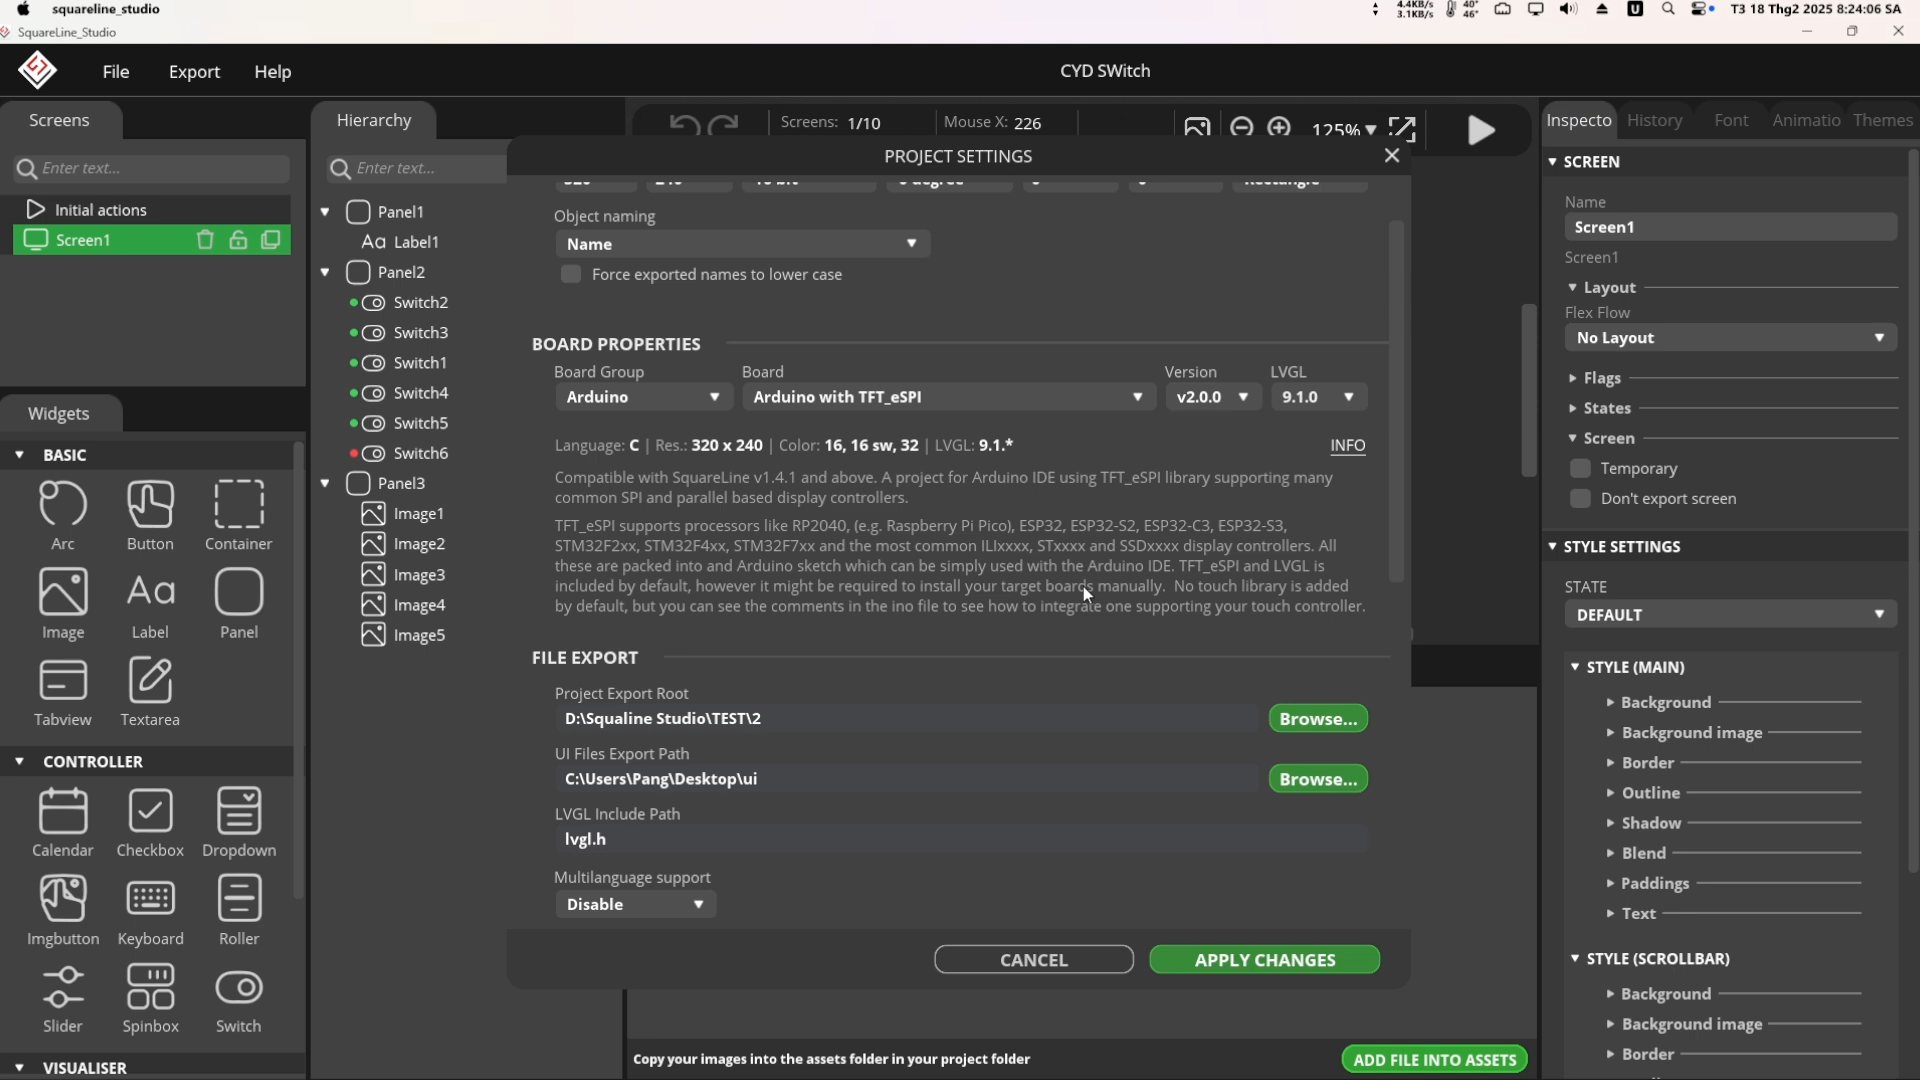 squareline_studio
4.4KB/s
3.1KB/s
40°
46°
U
T3 18 Thg2 2025 8:24:06 SA
SquareLine_Studio
File Export Help
CYD SWitch
Screens
Enter text...
Initial actions
Screen1
Widgets
BASIC
Arc Button Container
Image Label Panel
Tabview Textarea
CONTROLLER
Calendar Checkbox Dropdown
Imgbutton Keyboard Roller
Slider Spinbox Switch
VISUALISER
Hierarchy
Enter text...
Panel1
Aa Label1
Panel2
Switch2
Switch3
Switch1
Switch4
Switch5
Switch6
Panel3
Image1
Image2
Image3
Image4
Image5
Screens: 1/10 Mouse X: 226 125%
PROJECT SETTINGS
Object naming
Name
Force exported names to lower case
BOARD PROPERTIES
Board Group Board Version LVGL
Arduino Arduino with TFT_eSPI v2.0.0 9.1.0
Language: C | Res.: 320 x 240 | Color: 16, 16 sw, 32 | LVGL: 9.1.* INFO
Compatible with SquareLine v1.4.1 and above. A project for Arduino IDE using TFT_eSPI library supporting many
common SPI and parallel based display controllers.
TFT_eSPI supports processors like RP2040, (e.g. Raspberry Pi Pico), ESP32, ESP32-S2, ESP32-C3, ESP32-S3,
STM32F2xx, STM32F4xx, STM32F7xx and the most common ILIxxxx, STxxxx and SSDxxxx display controllers. All
these are packed into and Arduino sketch which can be simply used with the Arduino IDE. TFT_eSPI and LVGL is
included by default, however it might be required to install your target boards manually. No touch library is added
by default, but you can see the comments in the ino file to see how to integrate one supporting your touch controller.
FILE EXPORT
Project Export Root
D:\Squaline Studio\TEST\2 Browse...
UI Files Export Path
C:\Users\Pang\Desktop\ui Browse...
LVGL Include Path
lvgl.h
Multilanguage support
Disable
CANCEL APPLY CHANGES
Copy your images into the assets folder in your project folder ADD FILE INTO ASSETS
Inspecto History Font Animatio Themes
SCREEN
Name
Screen1
Screen1
Layout
Flex Flow
No Layout
Flags
States
Screen
Temporary
Don't export screen
STYLE SETTINGS
STATE
DEFAULT
STYLE (MAIN)
Background
Background image
Border
Outline
Shadow
Blend
Paddings
Text
STYLE (SCROLLBAR)
Background
Background image
Border